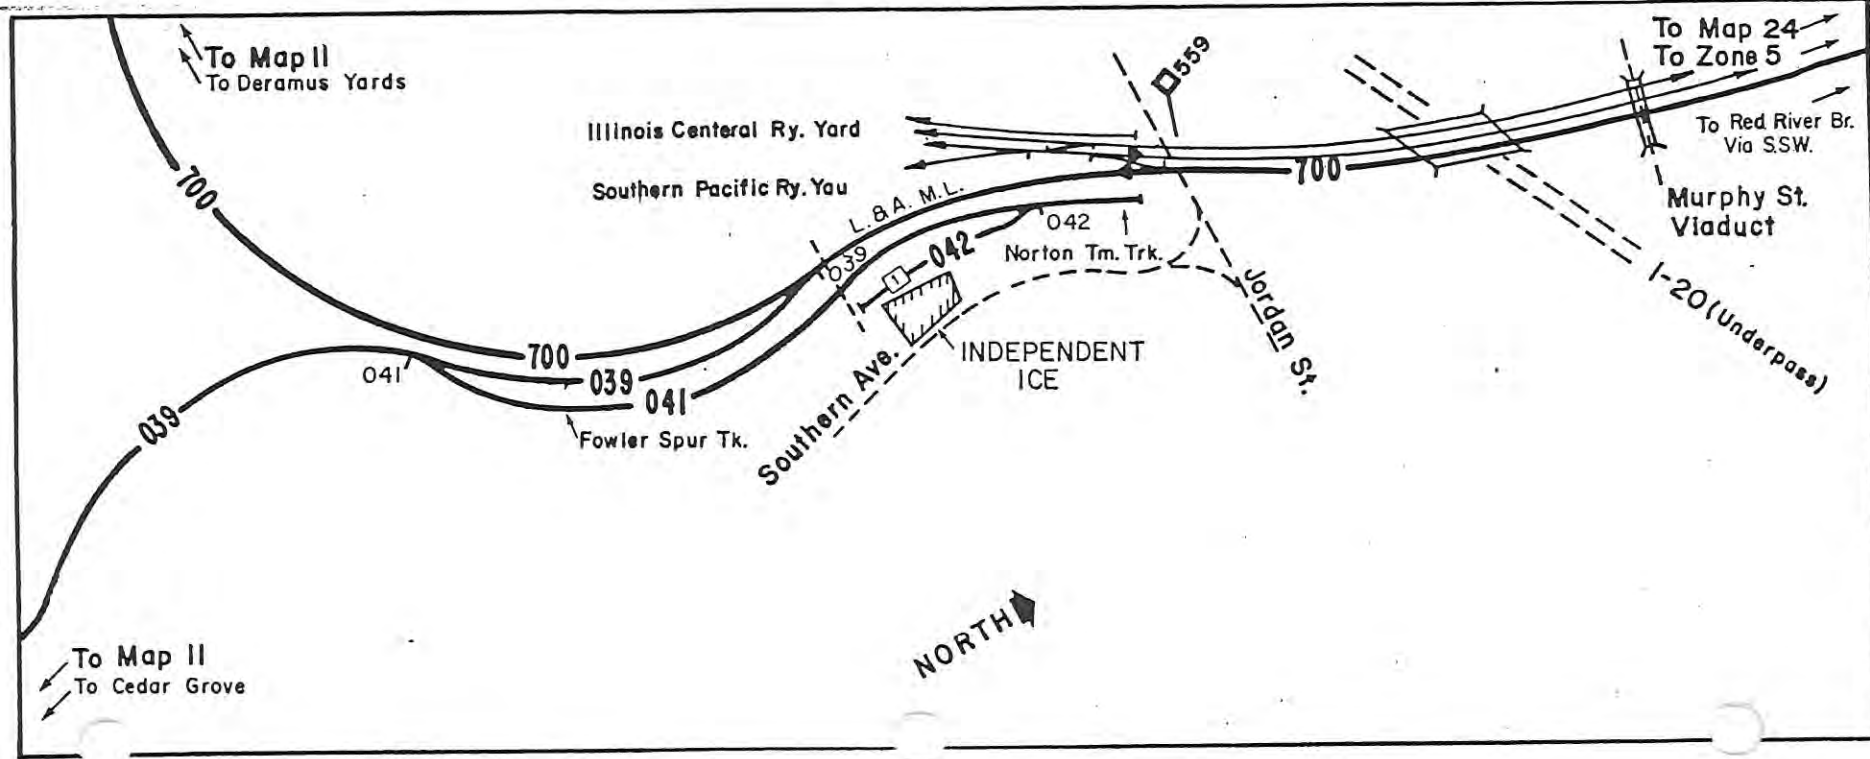 To Map 11
To Deramus Yards
559
To Map 24
To Zone 5
Illinois Centeral Ry. Yard
To Red River Br.
Via S.S.W.
700
700
Southern Pacific Ry. Yau
L. & A. M.L.
Murphy St.
Viaduct
042
Norton Tm. Trk.
039
042
1
I-20 (Underpass)
Jordan St.
700
INDEPENDENT
ICE
041
039
041
039
Southern Ave.
Fowler Spur Tk.
NORTH
To Map 11
To Cedar Grove